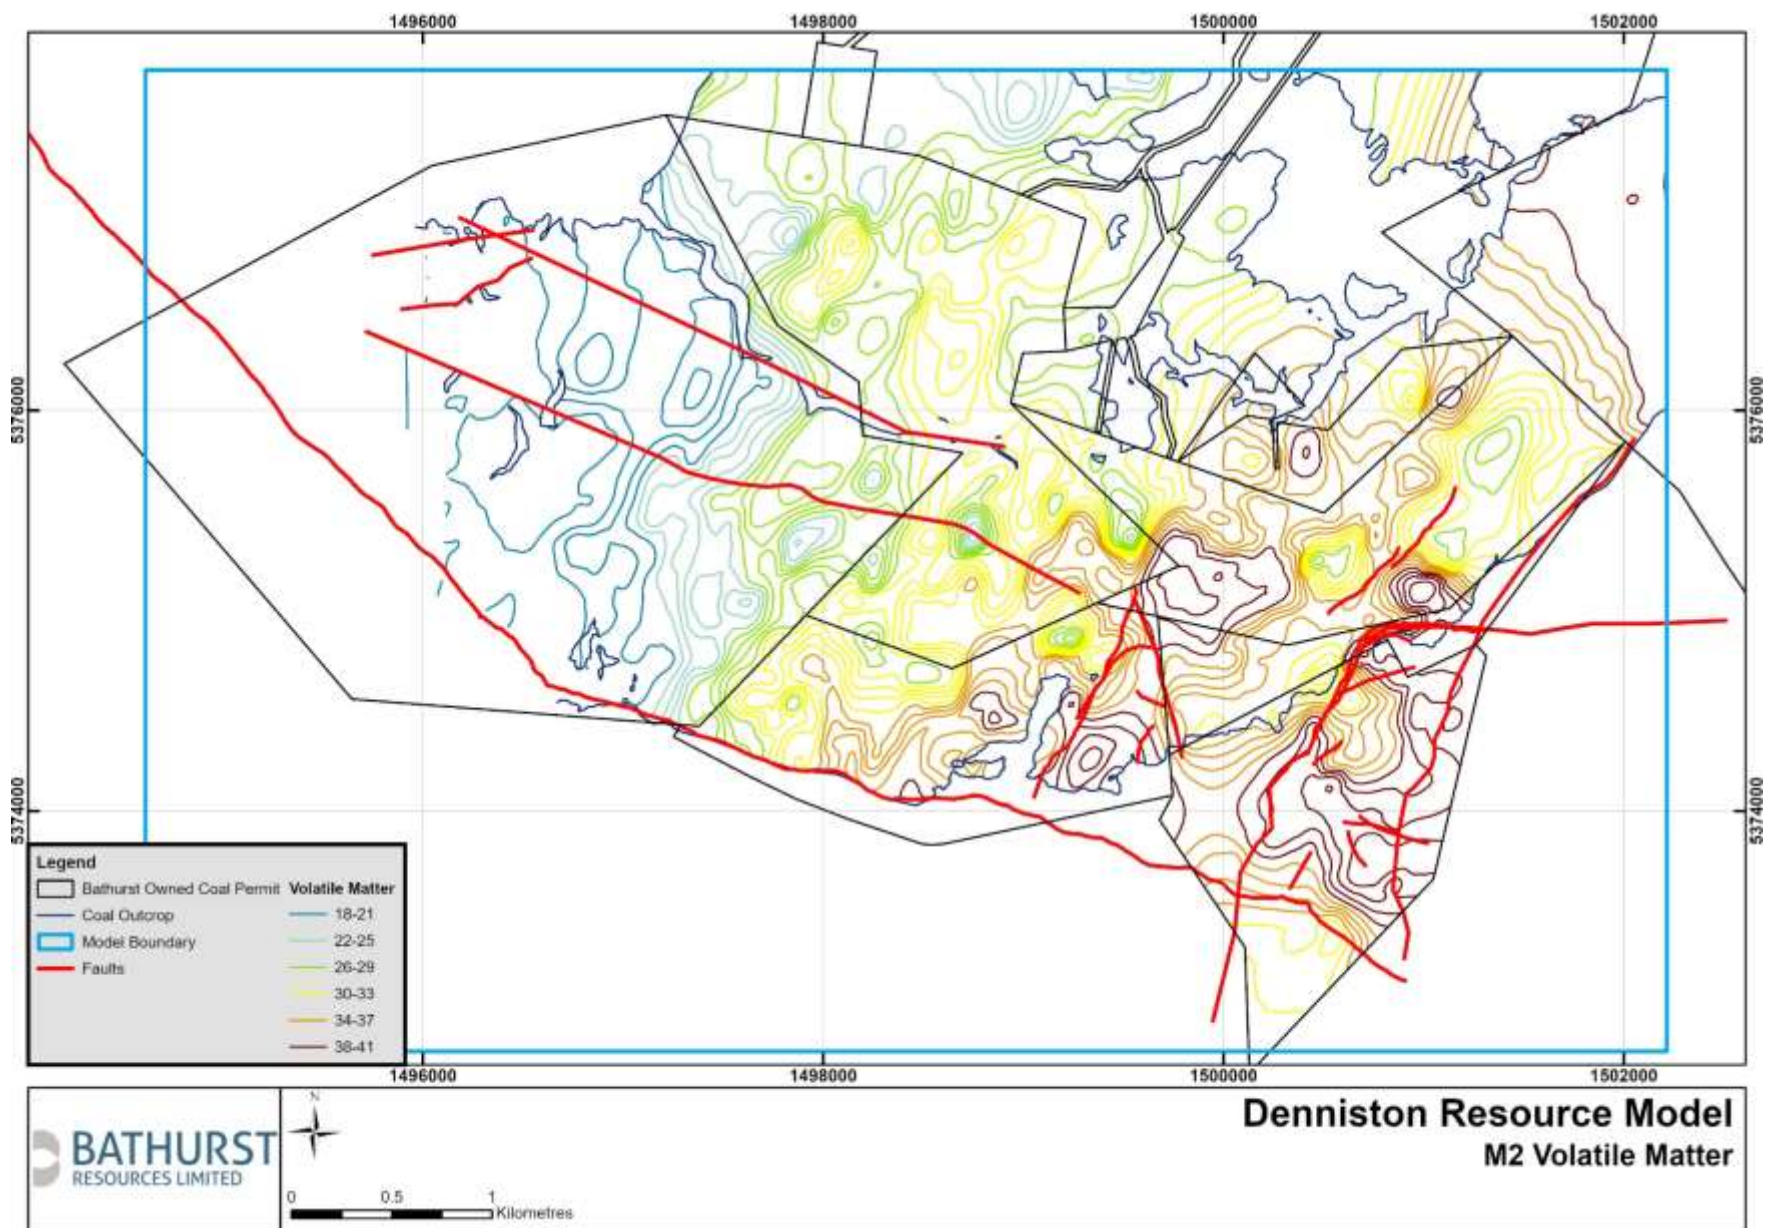 1496000 1498000 1500000 1502000
5376000 5376000
5374000 5374000
Legend
Bathurst Owned Coal Permit
Coal Outcrop
Model Boundary
Faults
Volatile Matter
18-21
22-25
26-29
30-33
34-37
38-41
1496000 1498000 1500000 1502000
BATHURST
RESOURCES LIMITED
N
0 0.5 1
Kilometres
Denniston Resource Model
M2 Volatile Matter